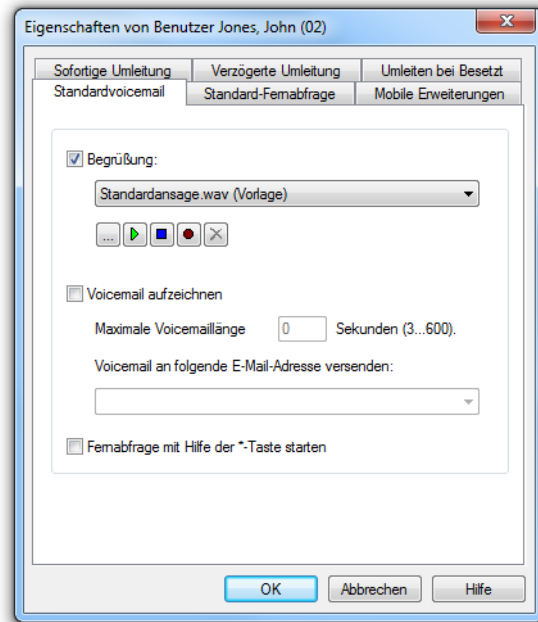 Eigenschaften von Benutzer Jones, John (02)
Sofortige Umleitung Verzögerte Umleitung Umleiten bei Besetzt
Standardvoicemail Standard-Fernabfrage Mobile Erweiterungen
Begrüßung:
Standardansage.wav (Vorlage)
...
Voicemail aufzeichnen
Maximale Voicemaillänge 0 Sekunden (3...600).
Voicemail an folgende E-Mail-Adresse versenden:
Fernabfrage mit Hilfe der *-Taste starten
OK Abbrechen Hilfe